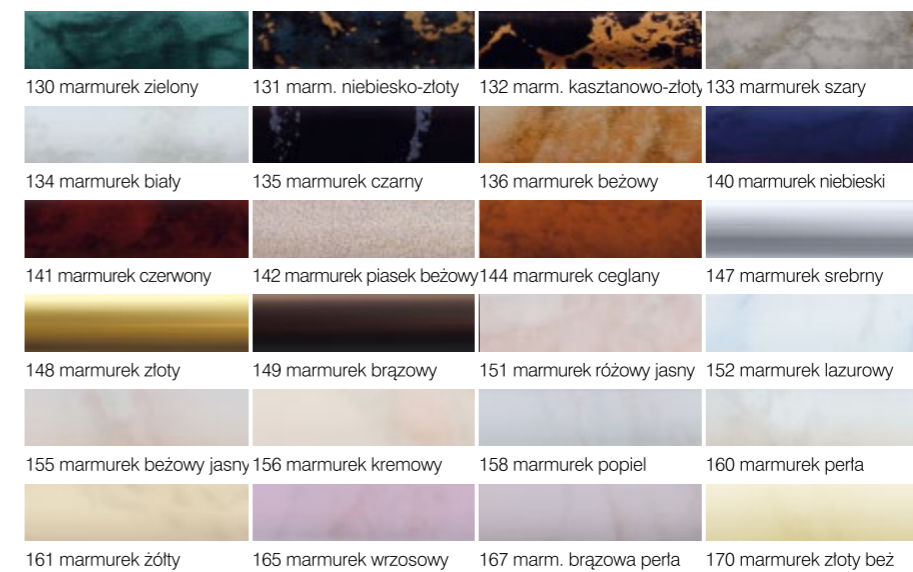 130 marmurek zielony
131 marm. niebiesko-złoty
132 marm. kasztanowo-złoty
133 marmurek szary
134 marmurek biały
135 marmurek czarny
136 marmurek beżowy
140 marmurek niebieski
141 marmurek czerwony
142 marmurek piasek beżowy
144 marmurek ceglany
147 marmurek srebrny
148 marmurek złoty
149 marmurek brązowy
151 marmurek różowy jasny
152 marmurek lazurowy
155 marmurek beżowy jasny
156 marmurek kremowy
158 marmurek popiel
160 marmurek perła
161 marmurek żółty
165 marmurek wrzosowy
167 marm. brązowa perła
170 marmurek złoty beż